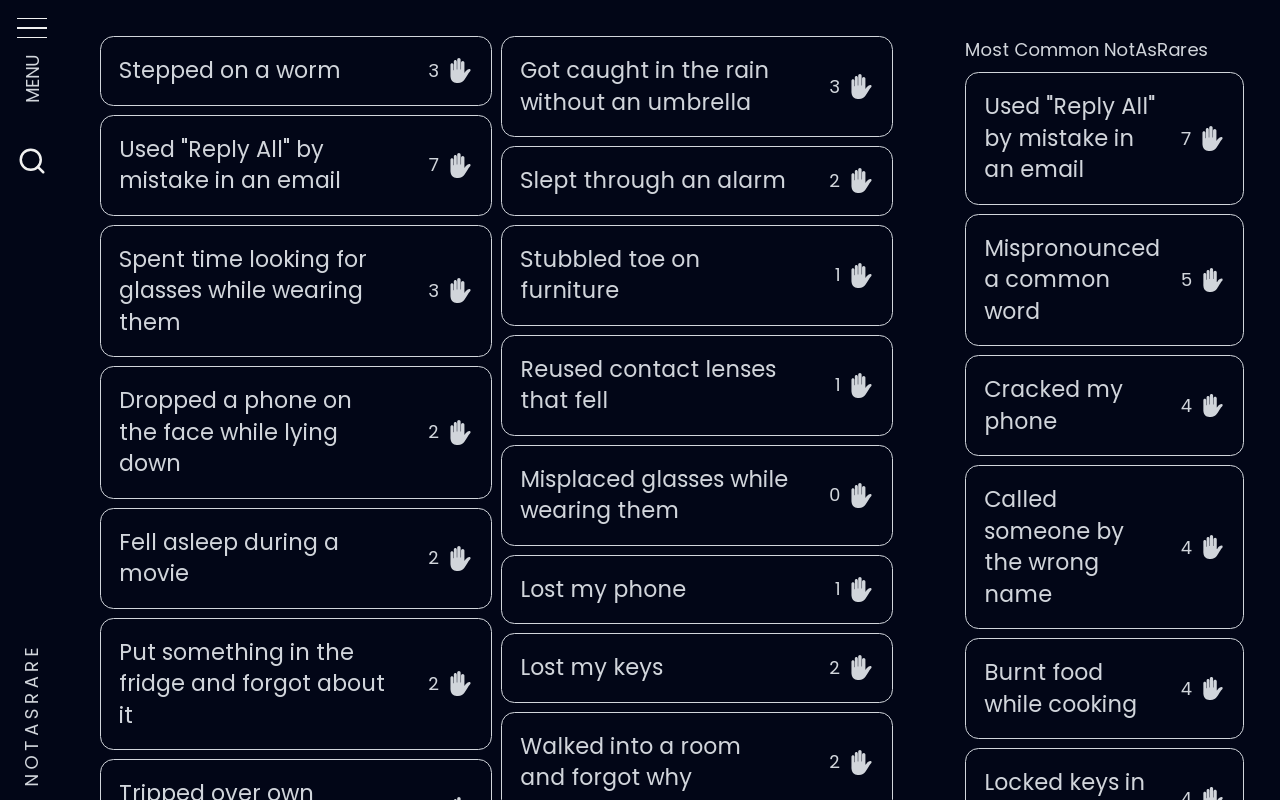 MENU
NOTASRARE
Stepped on a worm
3
Used "Reply All" by
mistake in an email
7
Spent time looking for
glasses while wearing
them
3
Dropped a phone on
the face while lying
down
2
Fell asleep during a
movie
2
Put something in the
fridge and forgot about
it
2
Tripped over own
Got caught in the rain
without an umbrella
3
Slept through an alarm
2
Stubbled toe on
furniture
1
Reused contact lenses
that fell
1
Misplaced glasses while
wearing them
0
Lost my phone
1
Lost my keys
2
Walked into a room
and forgot why
2
Most Common NotAsRares
Used "Reply All"
by mistake in
an email
7
Mispronounced
a common
word
5
Cracked my
phone
4
Called
someone by
the wrong
name
4
Burnt food
while cooking
4
Locked keys in
4